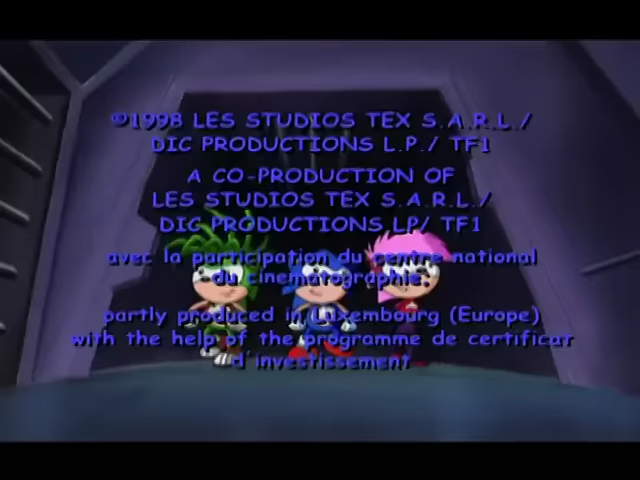 ©1998 LES STUDIOS TEX S.A.R.L./
DIC PRODUCTIONS L.P./ TF1
A CO-PRODUCTION OF
LES STUDIOS TEX S.A.R.L./
DIC PRODUCTIONS LP/ TF1
avec la participation du centre national
du cinematographie.
partly produced in Luxembourg (Europe)
with the help of the programme de certificat
d'investissement